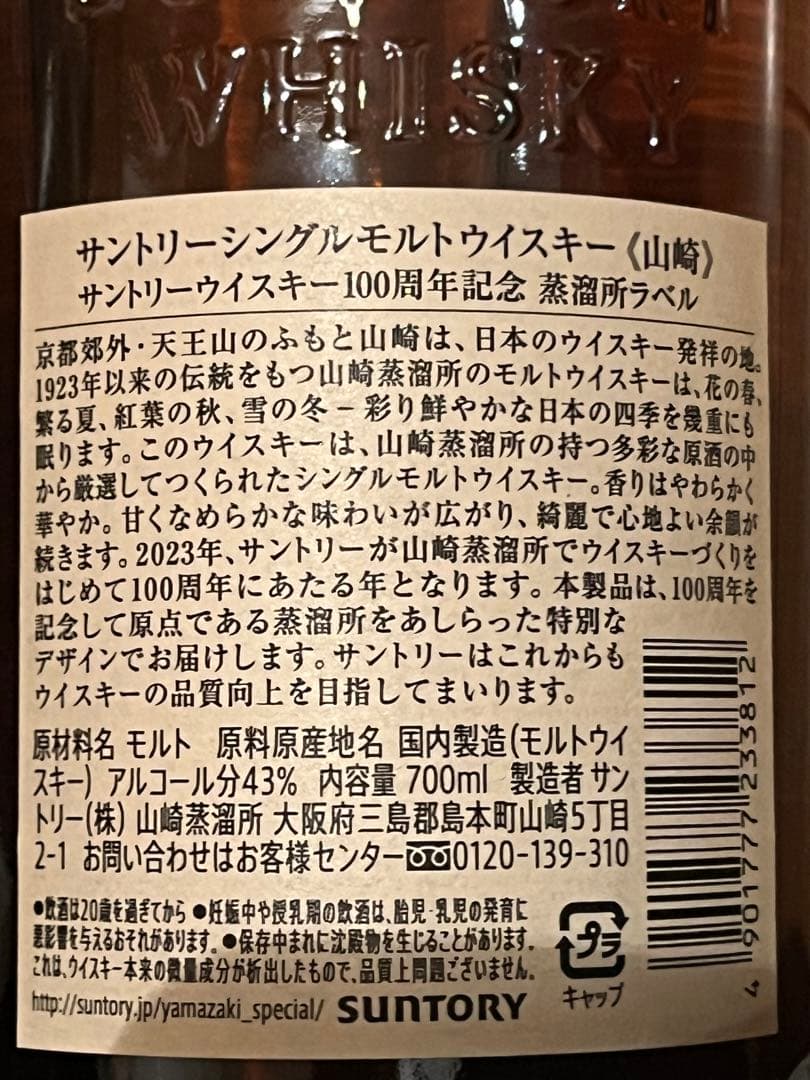 WHISKY
サントリーシングルモルトウイスキー《山崎》
サントリーウイスキー100周年記念 蒸溜所ラベル
京都郊外・天王山のふもと山崎は、日本のウイスキー発祥の地。
1923年以来の伝統をもつ山崎蒸溜所のモルトウイスキーは、花の春、
繁る夏、紅葉の秋、雪の冬－彩り鮮やかな日本の四季を幾重にも
眠ります。このウイスキーは、山崎蒸溜所の持つ多彩な原酒の中
から厳選してつくられたシングルモルトウイスキー。香りはやわらかく
華やか。甘くなめらかな味わいが広がり、綺麗で心地よい余韻が
続きます。2023年、サントリーが山崎蒸溜所でウイスキーづくりを
はじめて100周年にあたる年となります。本製品は、100周年を
記念して原点である蒸溜所をあしらった特別な
デザインでお届けします。サントリーはこれからも
ウイスキーの品質向上を目指してまいります。
原材料名 モルト 原料原産地名 国内製造(モルトウイ
スキー) アルコール分43% 内容量 700ml 製造者 サン
トリー(株) 山崎蒸溜所 大阪府三島郡島本町山崎5丁目
2-1 お問い合わせはお客様センター0120-139-310
●飲酒は20歳を過ぎてから ●妊娠中や授乳期の飲酒は、胎児・乳児の発育に
悪影響を与えるおそれがあります。●保存中まれに沈殿物を生じることがあります。
これは、ウイスキー本来の微量成分が析出したもので、品質上問題ございません。
http://suntory.jp/yamazaki_special/ SUNTORY
プラ
キャップ
4 901777 233812